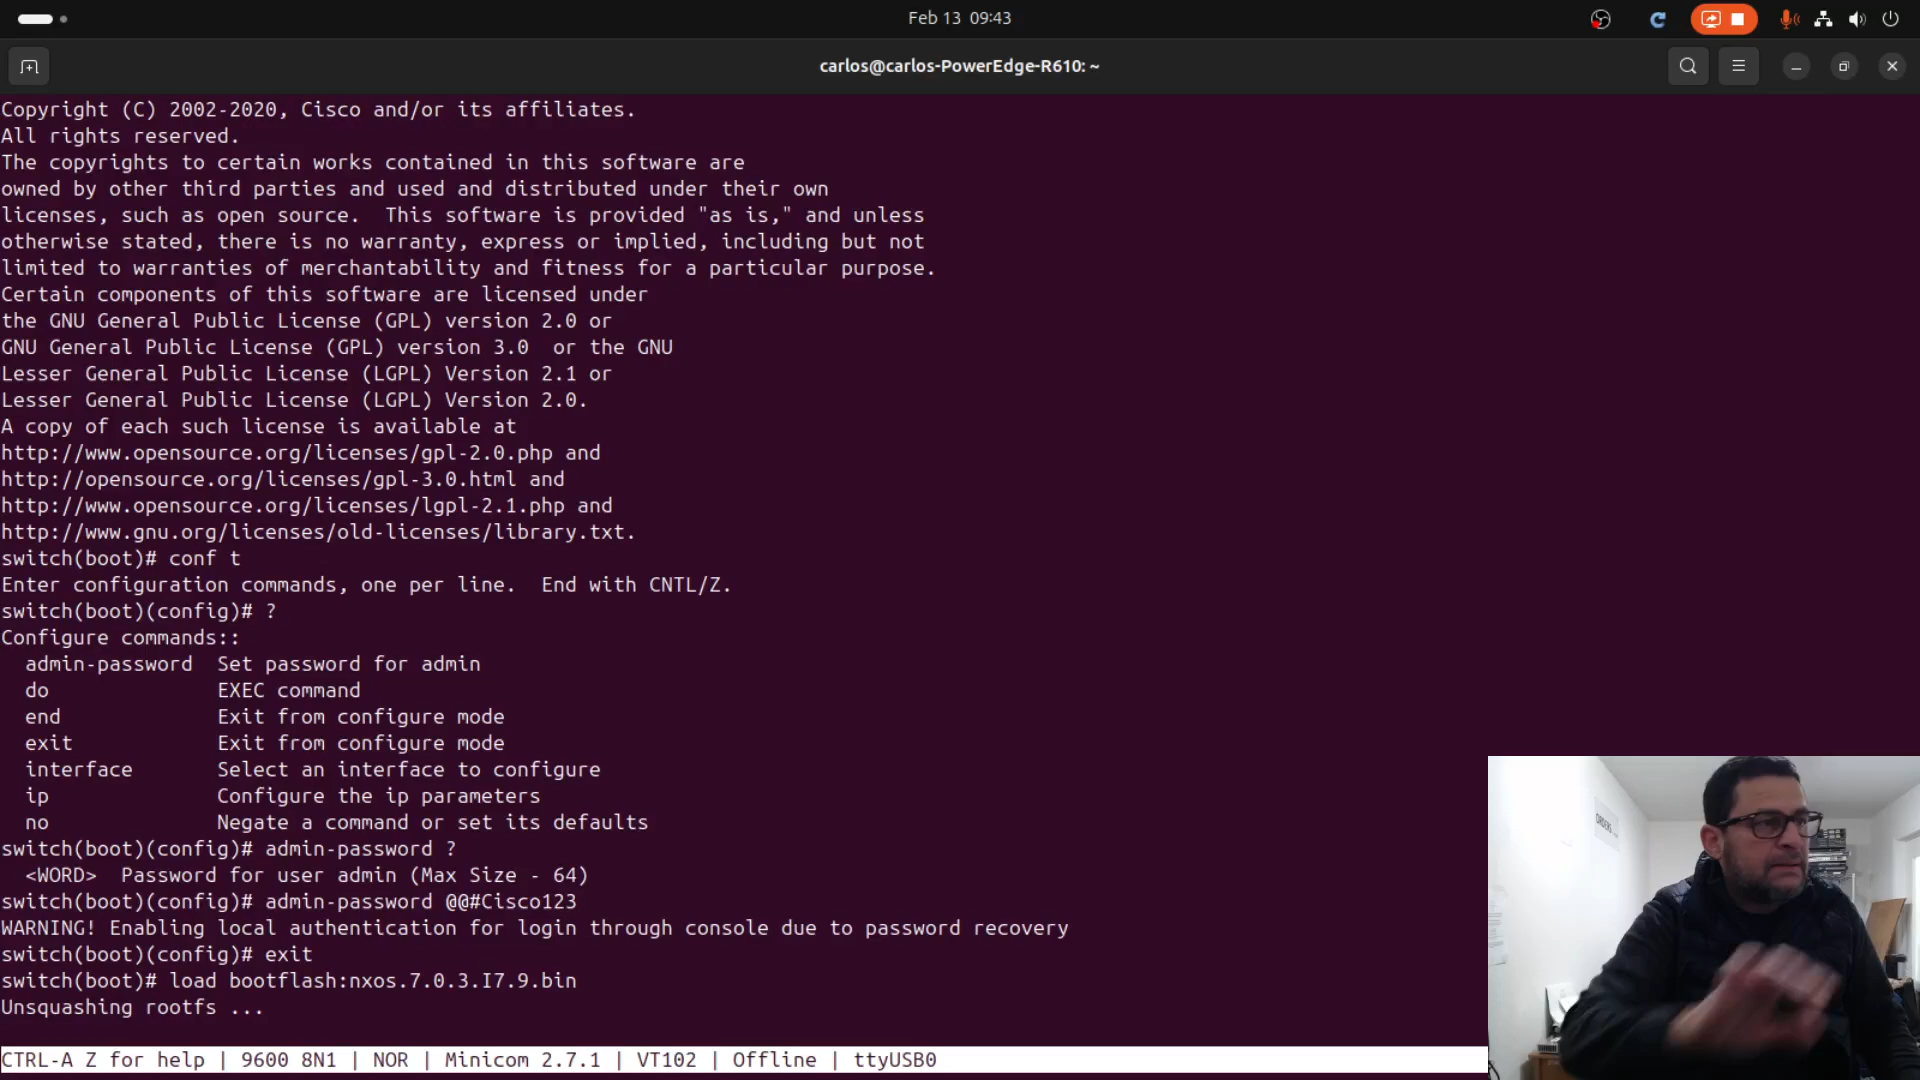 Feb 13 09:43
carlos@carlos-PowerEdge-R610: ~
Copyright (C) 2002-2020, Cisco and/or its affiliates.
All rights reserved.
The copyrights to certain works contained in this software are
owned by other third parties and used and distributed under their own
licenses, such as open source.  This software is provided "as is," and unless
otherwise stated, there is no warranty, express or implied, including but not
limited to warranties of merchantability and fitness for a particular purpose.
Certain components of this software are licensed under
the GNU General Public License (GPL) version 2.0 or
GNU General Public License (GPL) version 3.0  or the GNU
Lesser General Public License (LGPL) Version 2.1 or
Lesser General Public License (LGPL) Version 2.0.
A copy of each such license is available at
http://www.opensource.org/licenses/gpl-2.0.php and
http://opensource.org/licenses/gpl-3.0.html and
http://www.opensource.org/licenses/lgpl-2.1.php and
http://www.gnu.org/licenses/old-licenses/library.txt.
switch(boot)# conf t
Enter configuration commands, one per line.  End with CNTL/Z.
switch(boot)(config)# ?
Configure commands::
  admin-password  Set password for admin
  do              EXEC command
  end             Exit from configure mode
  exit            Exit from configure mode
  interface       Select an interface to configure
  ip              Configure the ip parameters
  no              Negate a command or set its defaults
switch(boot)(config)# admin-password ?
  <WORD>  Password for user admin (Max Size - 64)
switch(boot)(config)# admin-password @@#Cisco123
WARNING! Enabling local authentication for login through console due to password recovery
switch(boot)(config)# exit
switch(boot)# load bootflash:nxos.7.0.3.I7.9.bin
Unsquashing rootfs ...
CTRL-A Z for help | 9600 8N1 | NOR | Minicom 2.7.1 | VT102 | Offline | ttyUSB0
ORDERS